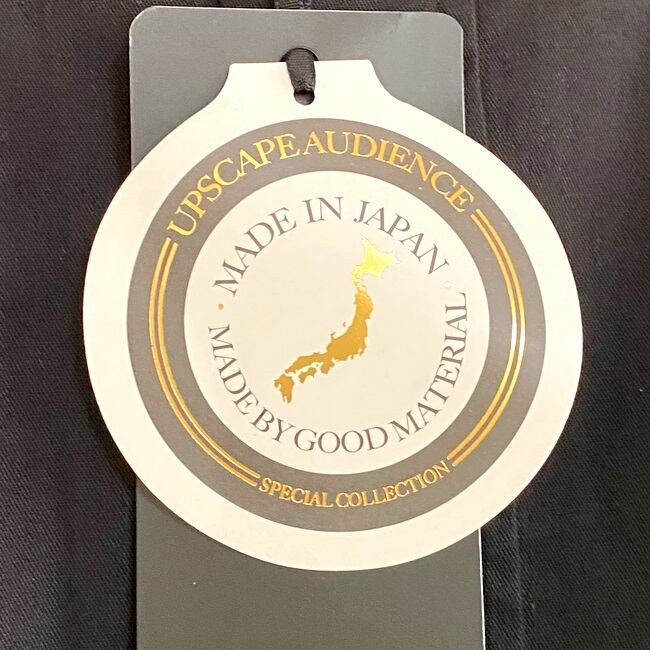 UPSCAPE AUDIENCE
MADE IN JAPAN
MADE BY GOOD MATERIAL
SPECIAL COLLECTION